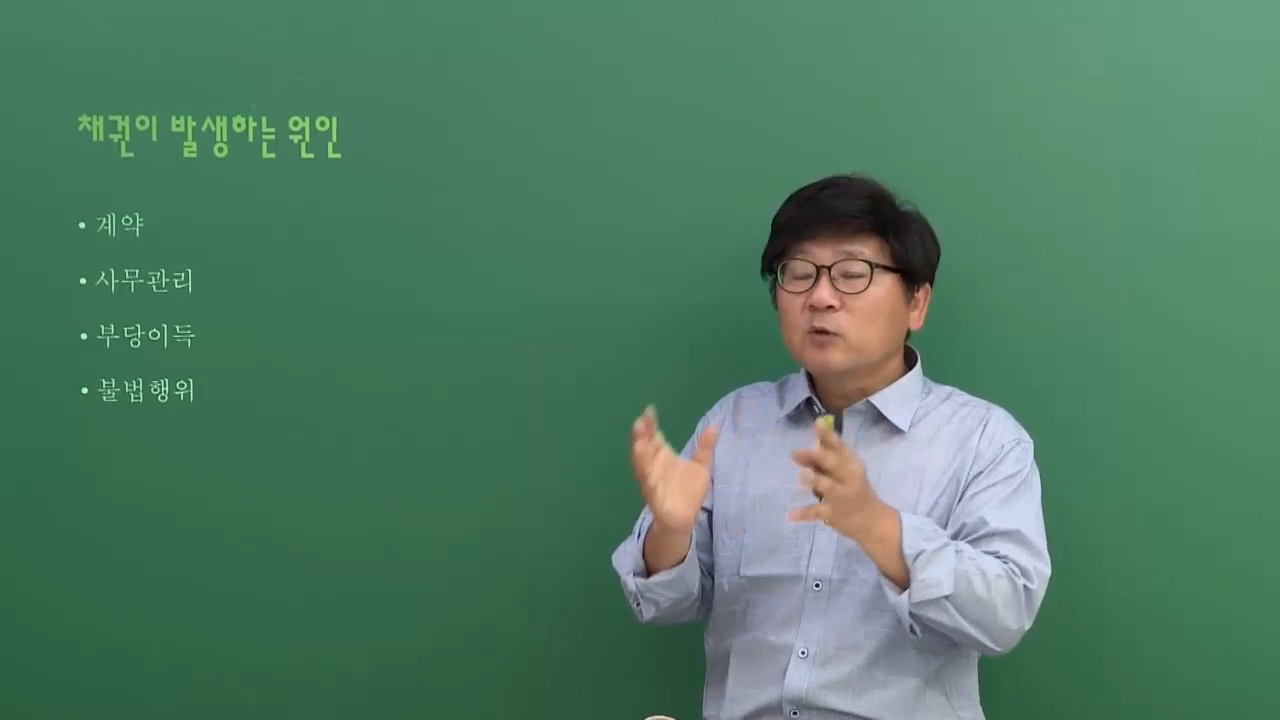 채권이 발생하는 원인
• 계약
• 사무관리
• 부당이득
• 불법행위